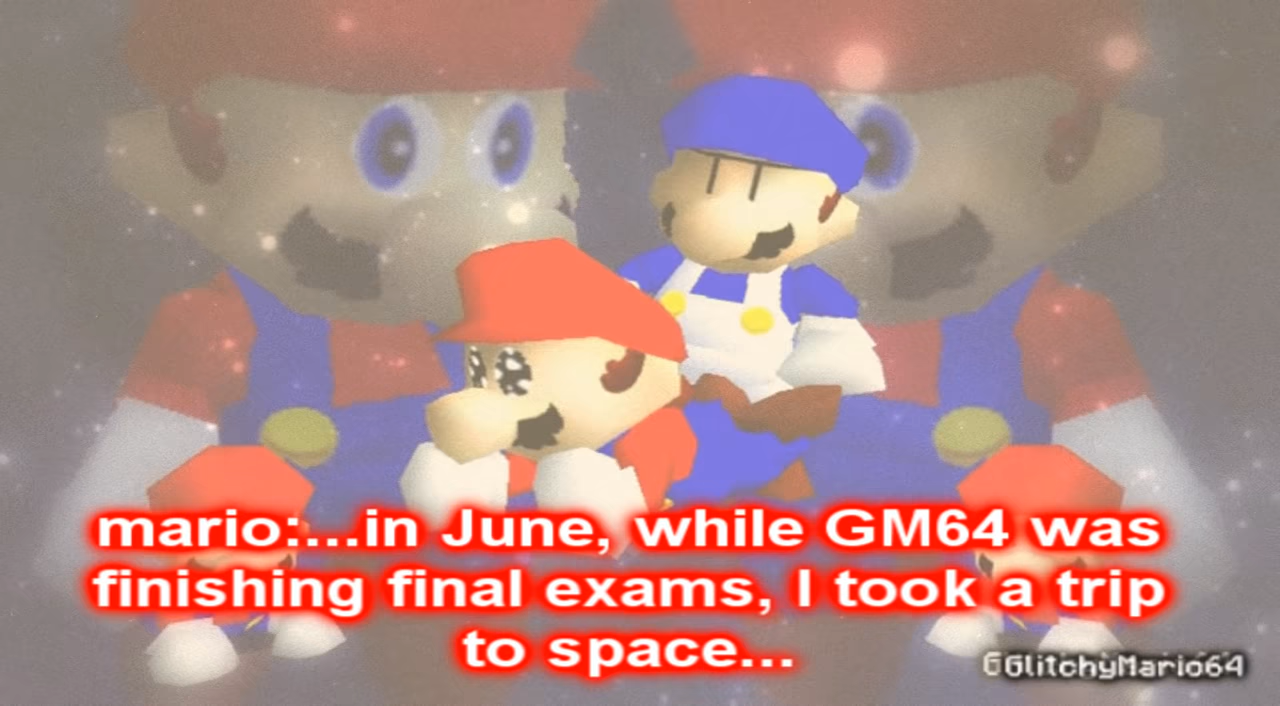 mario:...in June, while GM64 was
finishing final exams, I took a trip
to space...
GlitchyMario64